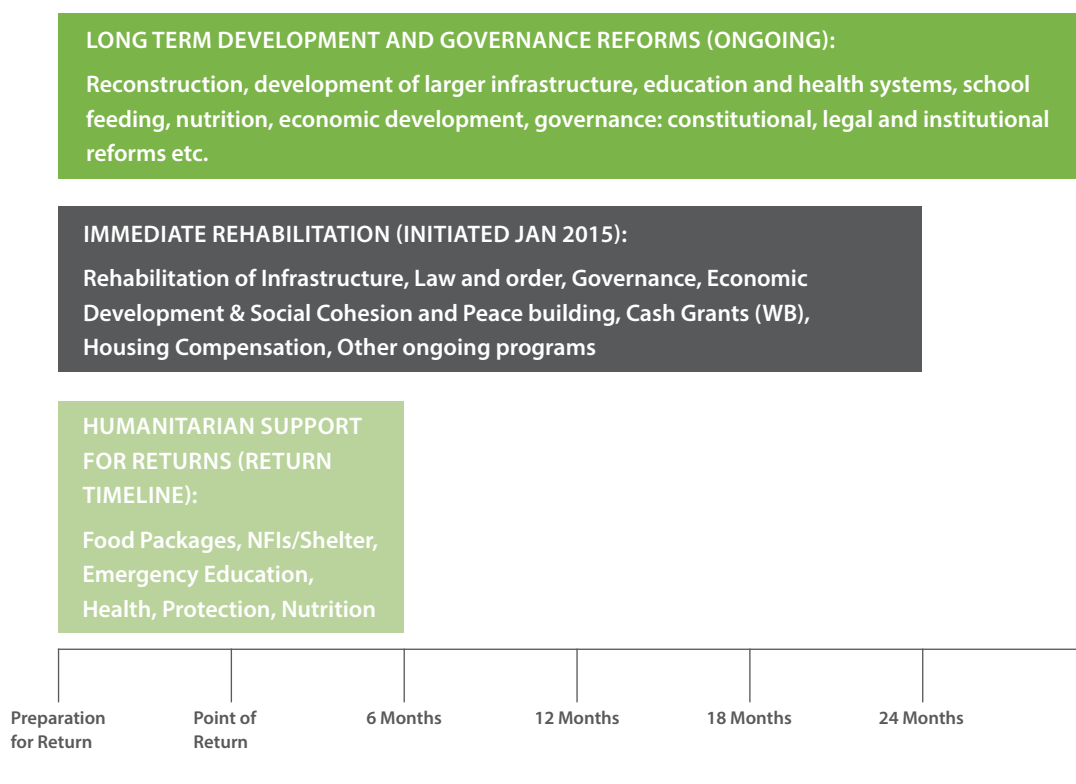 LONG TERM DEVELOPMENT AND GOVERNANCE REFORMS (ONGOING):
Reconstruction, development of larger infrastructure, education and health systems, school
feeding, nutrition, economic development, governance: constitutional, legal and institutional
reforms etc.
IMMEDIATE REHABILITATION (INITIATED JAN 2015):
Rehabilitation of Infrastructure, Law and order, Governance, Economic
Development & Social Cohesion and Peace building, Cash Grants (WB),
Housing Compensation, Other ongoing programs
HUMANITARIAN SUPPORT
FOR RETURNS (RETURN
TIMELINE):
Food Packages, NFIs/Shelter,
Emergency Education,
Health, Protection, Nutrition
Preparation
for Return
Point of
Return
6 Months
12 Months
18 Months
24 Months